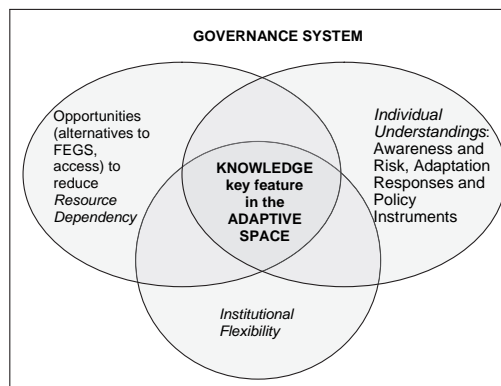 GOVERNANCE SYSTEM
Opportunities
(alternatives to
FEGS,
access) to
reduce
Resource
Dependency
KNOWLEDGE
key feature
in the
ADAPTIVE
SPACE
Individual
Understandings:
Awareness and
Risk, Adaptation
Responses and
Policy
Instruments
Institutional
Flexibility